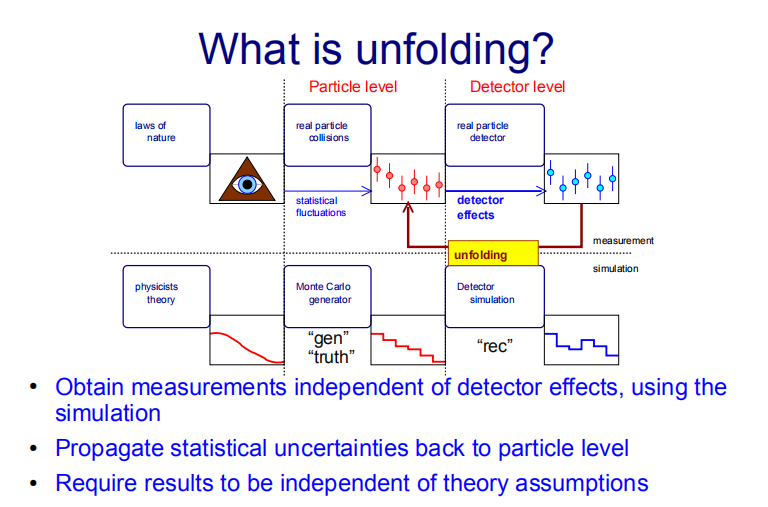 What is unfolding?
Particle level
Detector level
laws of
nature
real particle
collisions
real particle
detector
statistical
fluctuations
detector
effects
unfolding
measurement
simulation
physicists
theory
Monte Carlo
generator
Detector
simulation
“gen”
“truth”
“rec”
• Obtain measurements independent of detector effects, using the
simulation
• Propagate statistical uncertainties back to particle level
• Require results to be independent of theory assumptions